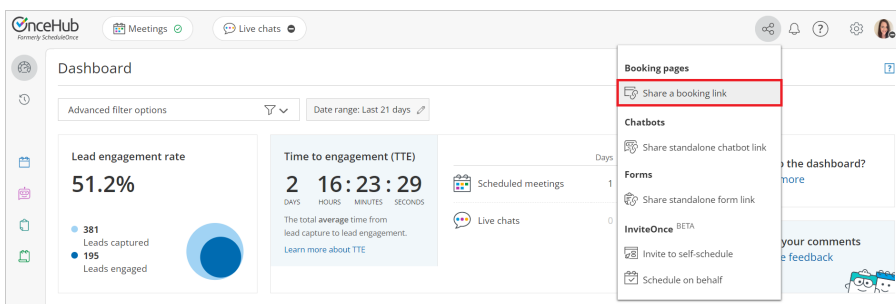 OnceHub
Formerly ScheduleOnce
Meetings
Live chats
?
Dashboard
?
Advanced filter options
Date range: Last 21 days
Lead engagement rate
51.2%
381
Leads captured
195
Leads engaged
Time to engagement (TTE)
2 16 : 23 : 29
DAYS HOURS MINUTES SECONDS
The total average time from
lead capture to lead engagement.
Learn more about TTE
Days
Scheduled meetings 1
Live chats 0
Booking pages
Share a booking link
Chatbots
Share standalone chatbot link
Forms
Share standalone form link
InviteOnce BETA
Invite to self-schedule
Schedule on behalf
the dashboard?
more
your comments
feedback